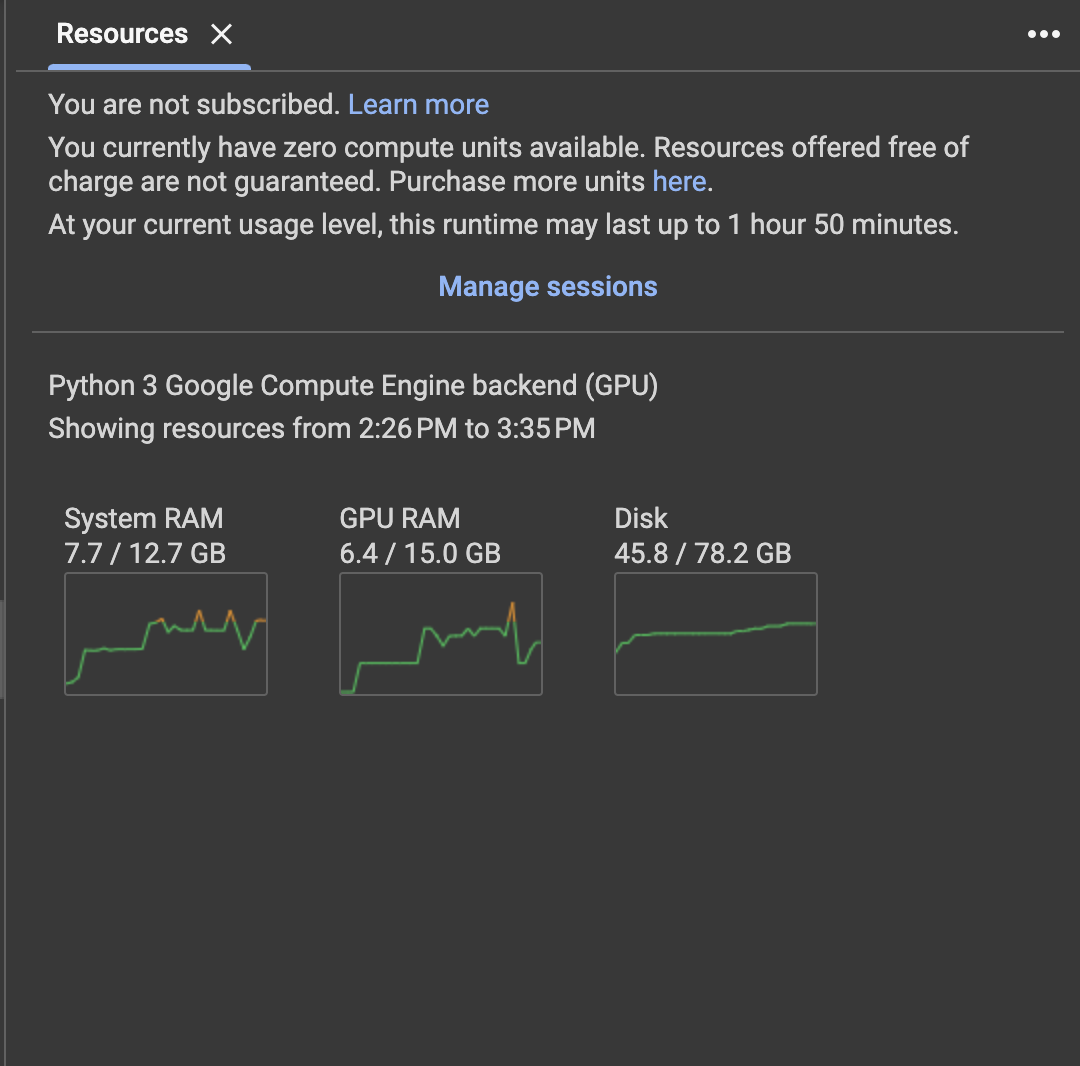 Resources
You are not subscribed. Learn more
You currently have zero compute units available. Resources offered free of
charge are not guaranteed. Purchase more units here.
At your current usage level, this runtime may last up to 1 hour 50 minutes.
Manage sessions
Python 3 Google Compute Engine backend (GPU)
Showing resources from 2:26 PM to 3:35 PM
System RAM
7.7 / 12.7 GB
GPU RAM
6.4 / 15.0 GB
Disk
45.8 / 78.2 GB